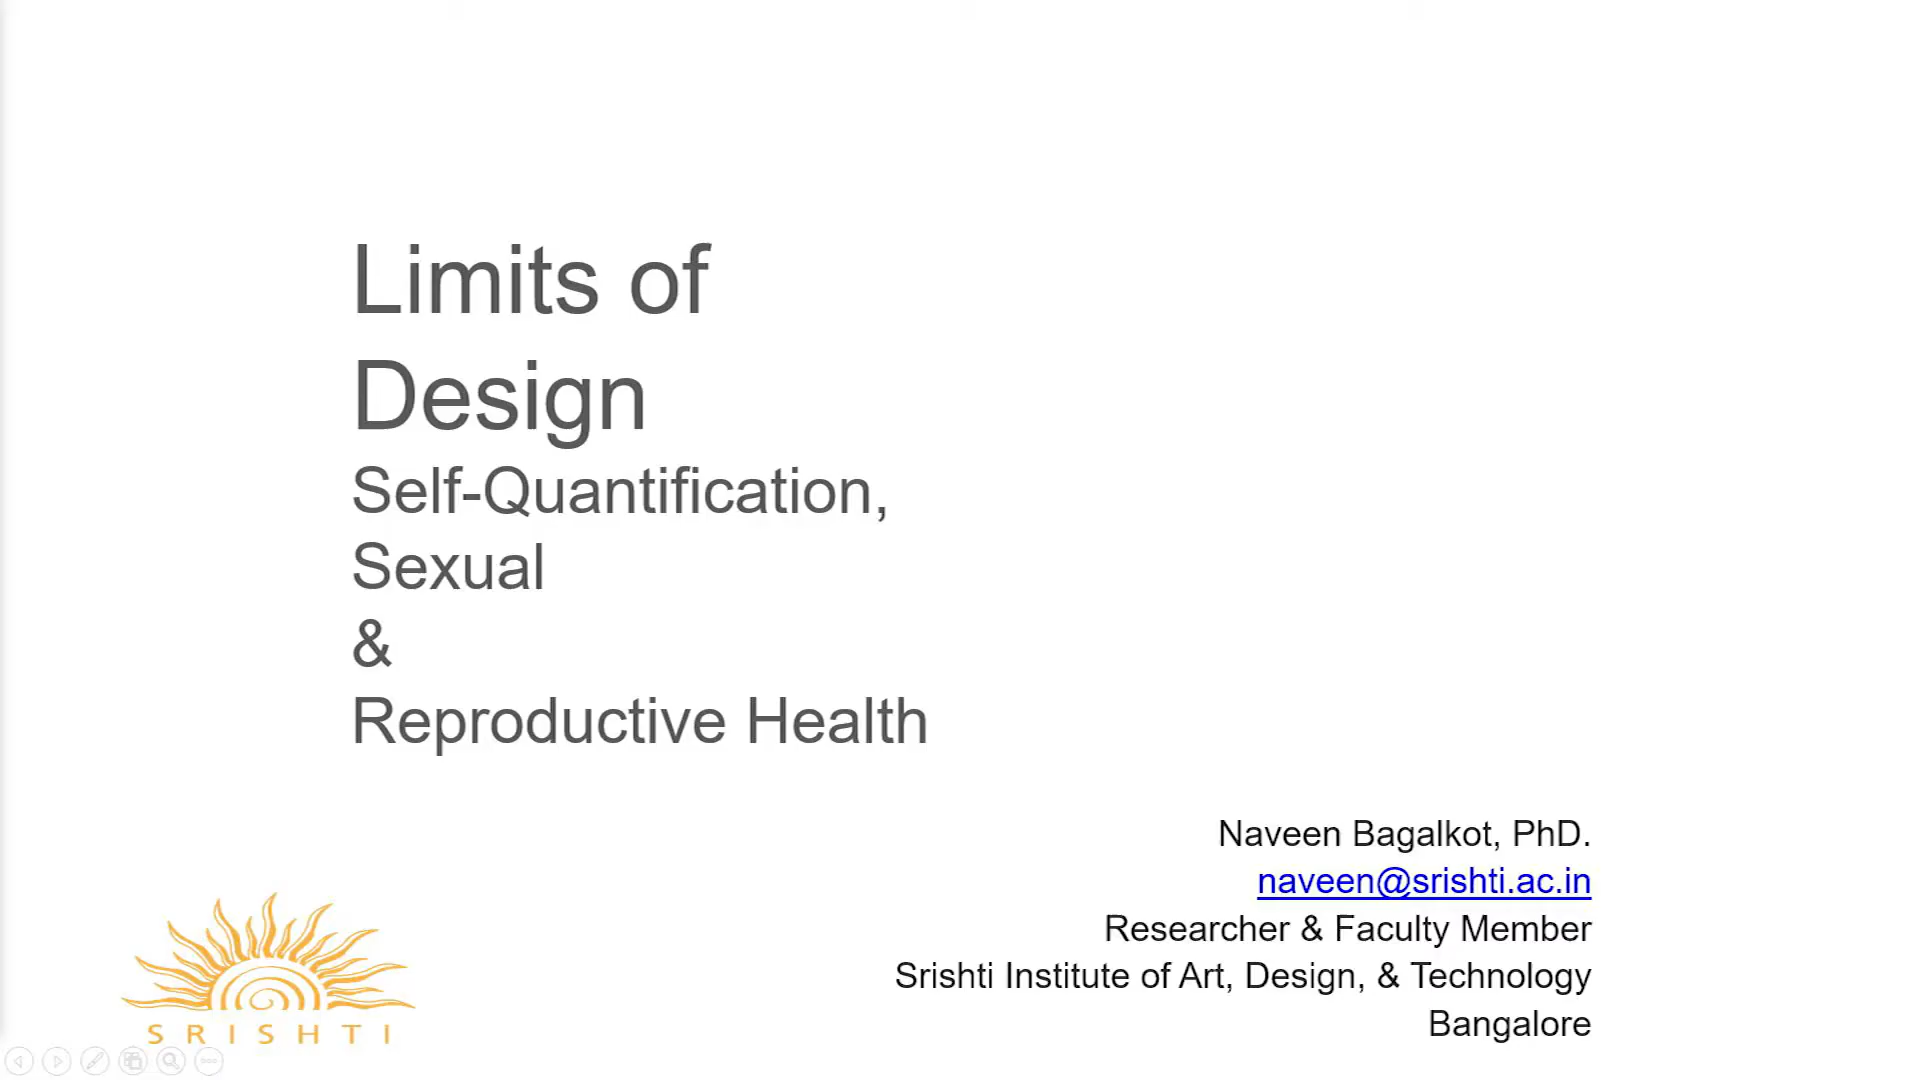 Limits of
Design
Self-Quantification,
Sexual
&
Reproductive Health
Naveen Bagalkot, PhD.
naveen@srishti.ac.in
Researcher & Faculty Member
Srishti Institute of Art, Design, & Technology
Bangalore
SRISHTI